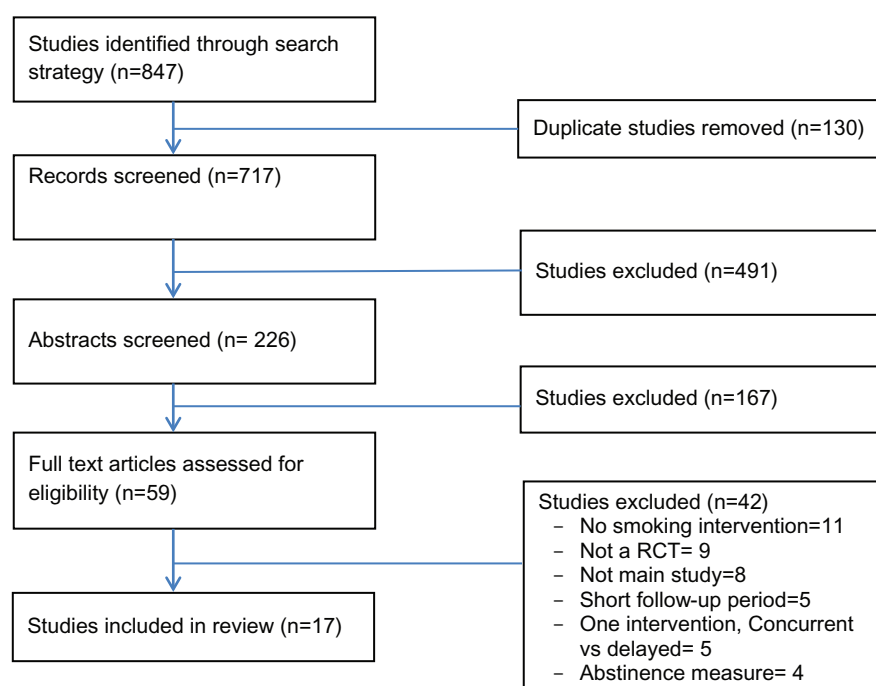 Studies identified through search
strategy (n=847)
Duplicate studies removed (n=130)
Records screened (n=717)
Studies excluded (n=491)
Abstracts screened (n= 226)
Studies excluded (n=167)
Full text articles assessed for
eligibility (n=59)
Studies excluded (n=42)
- No smoking intervention=11
- Not a RCT= 9
- Not main study=8
- Short follow-up period=5
- One intervention, Concurrent
vs delayed= 5
- Abstinence measure= 4
Studies included in review (n=17)